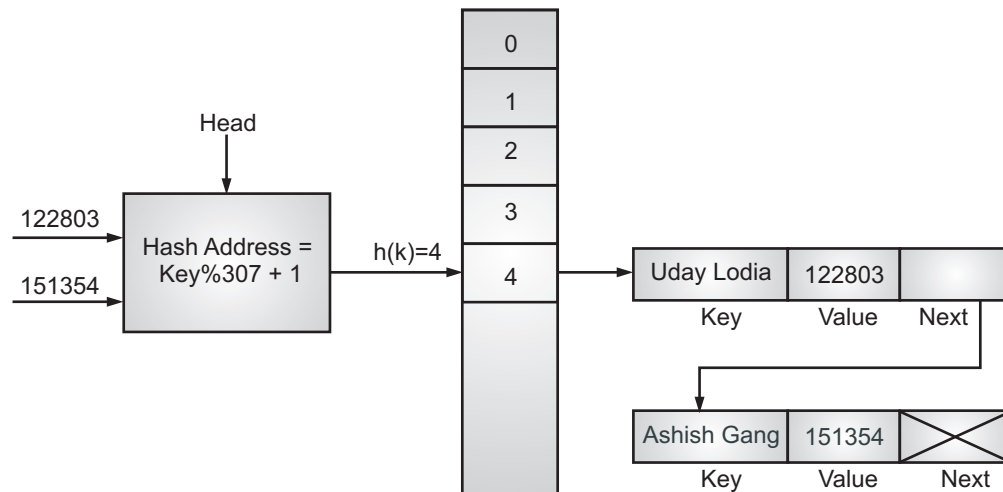 0
1
2
3
4
Head
122803
151354
Hash Address =
Key%307 + 1
h(k)=4
Uday Lodia 122803
Key Value Next
Ashish Gang 151354
Key Value Next